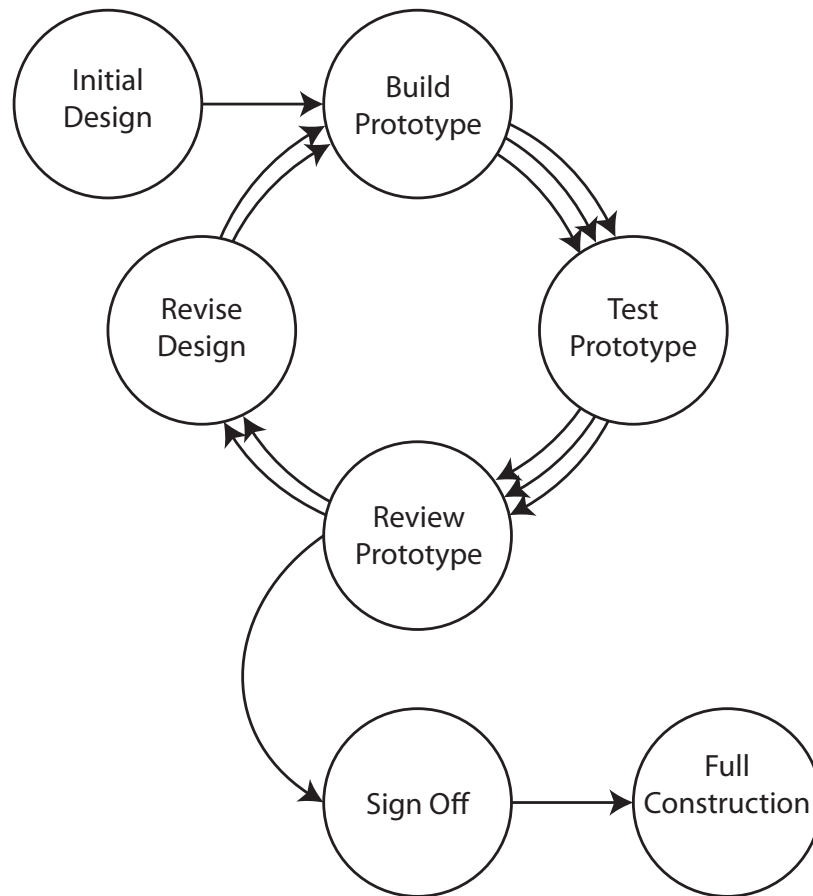 Initial
Design
Build
Prototype
Revise
Design
Test
Prototype
Review
Prototype
Sign Off
Full
Construction